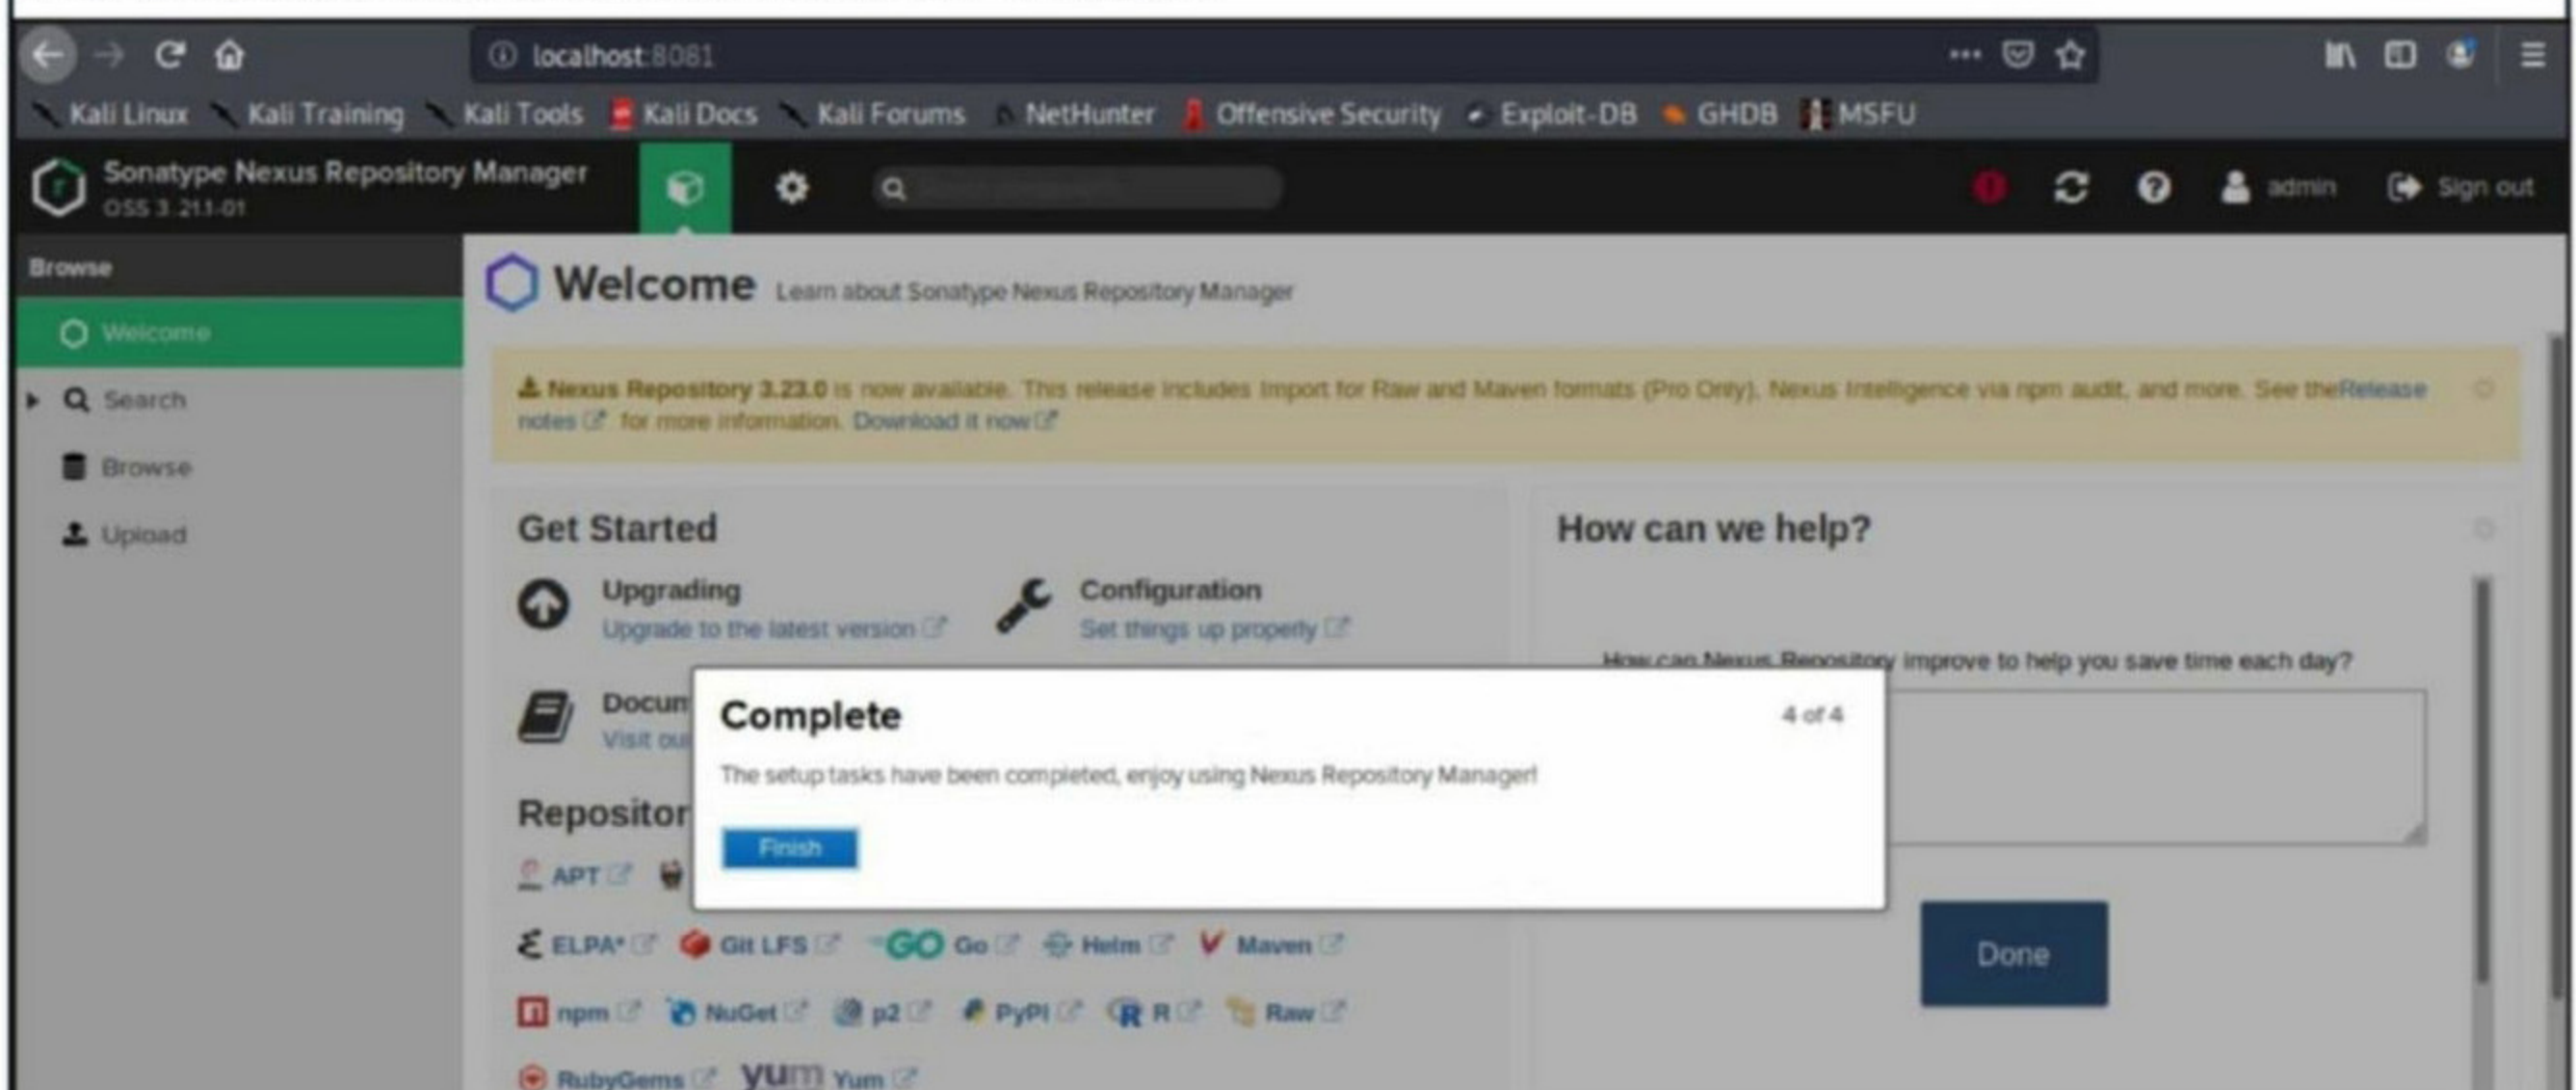 localhost:8081
Kali Linux Kali Training Kali Tools Kali Docs Kali Forums NetHunter Offensive Security Exploit-DB GHDB MSFU
Sonatype Nexus Repository Manager
OSS 3.21.1-01
admin Sign out
Browse
Welcome Learn about Sonatype Nexus Repository Manager
Welcome
Search
Browse
Upload
Nexus Repository 3.23.0 is now available. This release includes Import for Raw and Maven formats (Pro Only), Nexus Intelligence via npm audit, and more. See theRelease
notes for more information. Download it now
Get Started
Upgrading
Upgrade to the latest version
Configuration
Set things up properly
Docum
Visit our
Repositor
APT
ELPA* Git LFS GO Go Helm Maven
npm NuGet p2 PyPI R R Raw
RubyGems yum Yum
How can we help?
How can Nexus Repository improve to help you save time each day?
Done
Complete
4 of 4
The setup tasks have been completed, enjoy using Nexus Repository Manager!
Finish